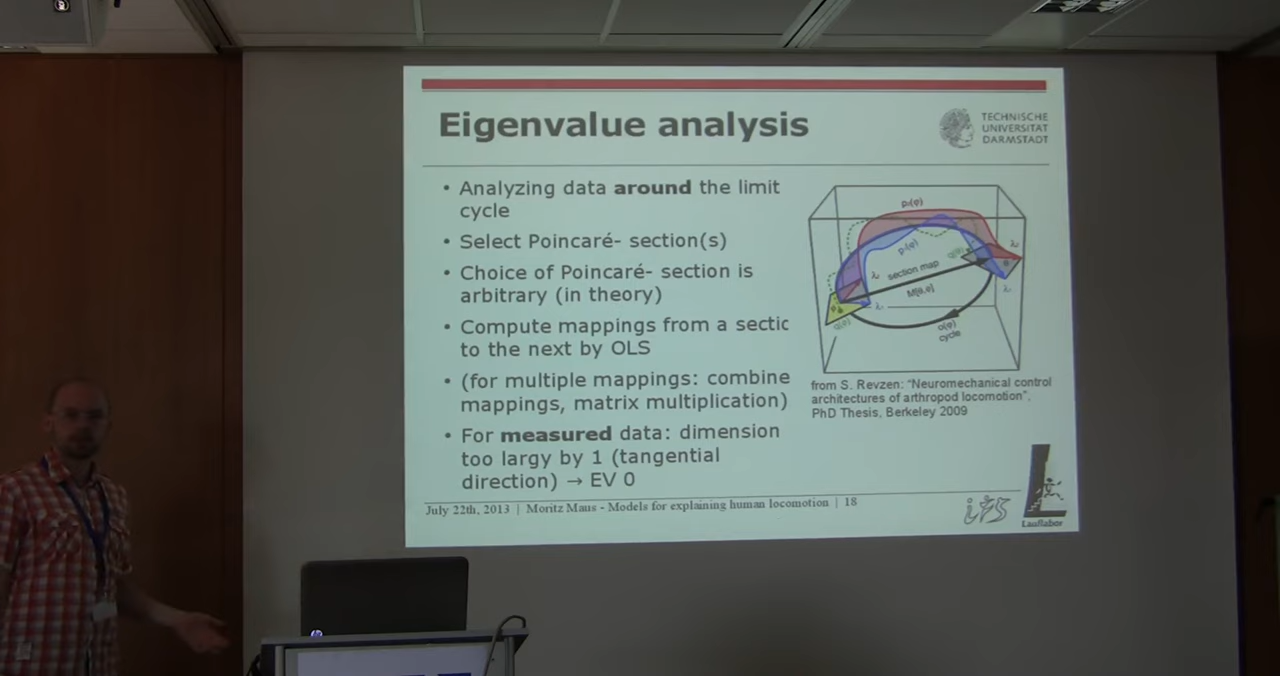 Eigenvalue analysis
TECHNISCHE
UNIVERSITÄT
DARMSTADT
• Analyzing data around the limit
cycle
• Select Poincaré- section(s)
• Choice of Poincaré- section is
arbitrary (in theory)
• Compute mappings from a sectic
to the next by OLS
• (for multiple mappings: combine
mappings, matrix multiplication)
• For measured data: dimension
too largy by 1 (tangential
direction) → EV 0
section map
cycle
from S. Revzen: “Neuromechanical control
architectures of arthropod locomotion”,
PhD Thesis, Berkeley 2009
July 22th, 2013 | Moritz Maus - Models for explaining human locomotion | 18
Lauflabor
hp